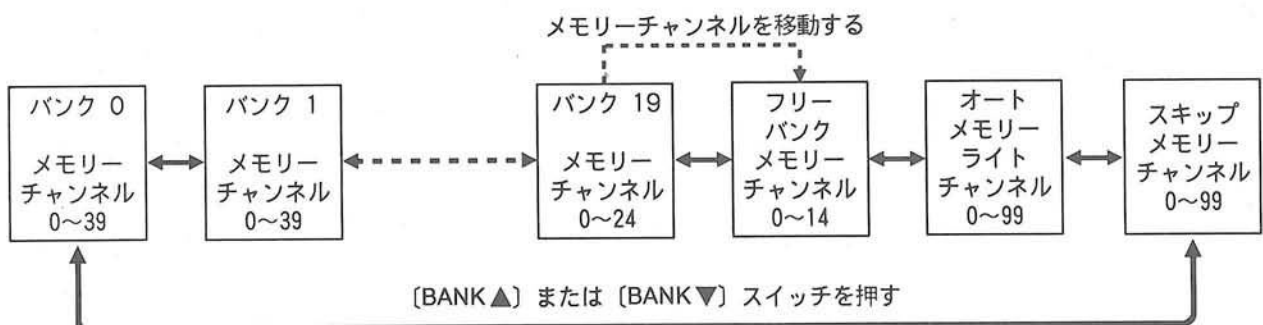 メモリーチャンネルを移動する
バンク 0
メモリー
チャンネル
0〜39
バンク 1
メモリー
チャンネル
0〜39
バンク 19
メモリー
チャンネル
0〜24
フリー
バンク
メモリー
チャンネル
0〜14
オート
メモリー
ライト
チャンネル
0〜99
スキップ
メモリー
チャンネル
0〜99
〔BANK▲〕または〔BANK▼〕スイッチを押す